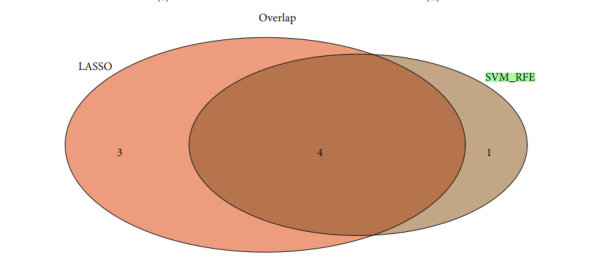 Overlap
LASSO
SVM_RFE
3
4
1